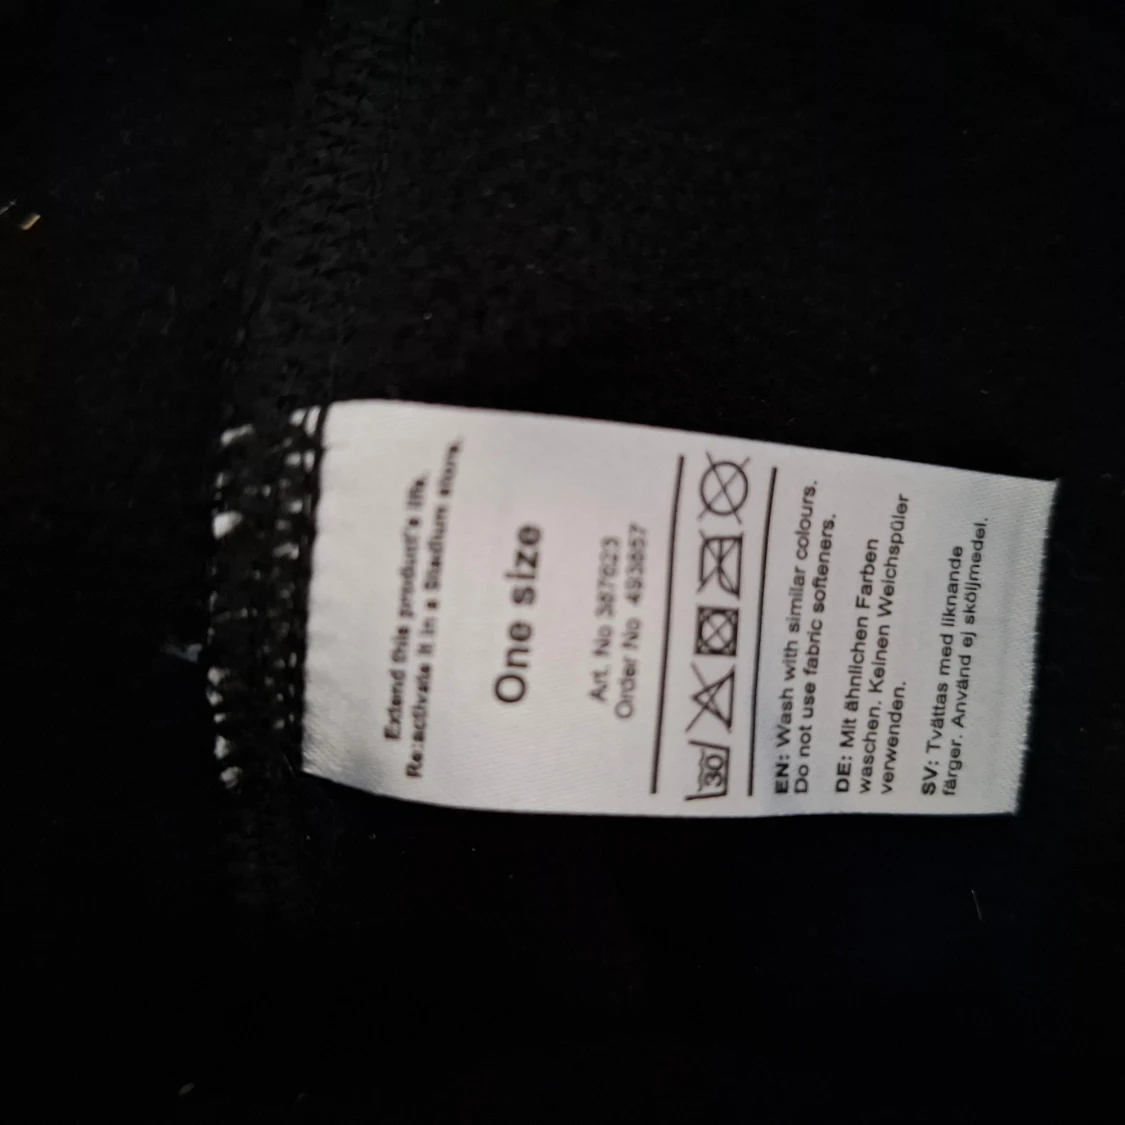 Extend this product's life.
Re:activate it in a Stadium store.
One size
Art. No 387623
Order No 493857
30
EN: Wash with similar colours.
Do not use fabric softeners.
DE: Mit ähnlichen Farben
waschen. Keinen Weichspüler
verwenden.
SV: Tvättas med liknande
färger. Använd ej sköljmedel.